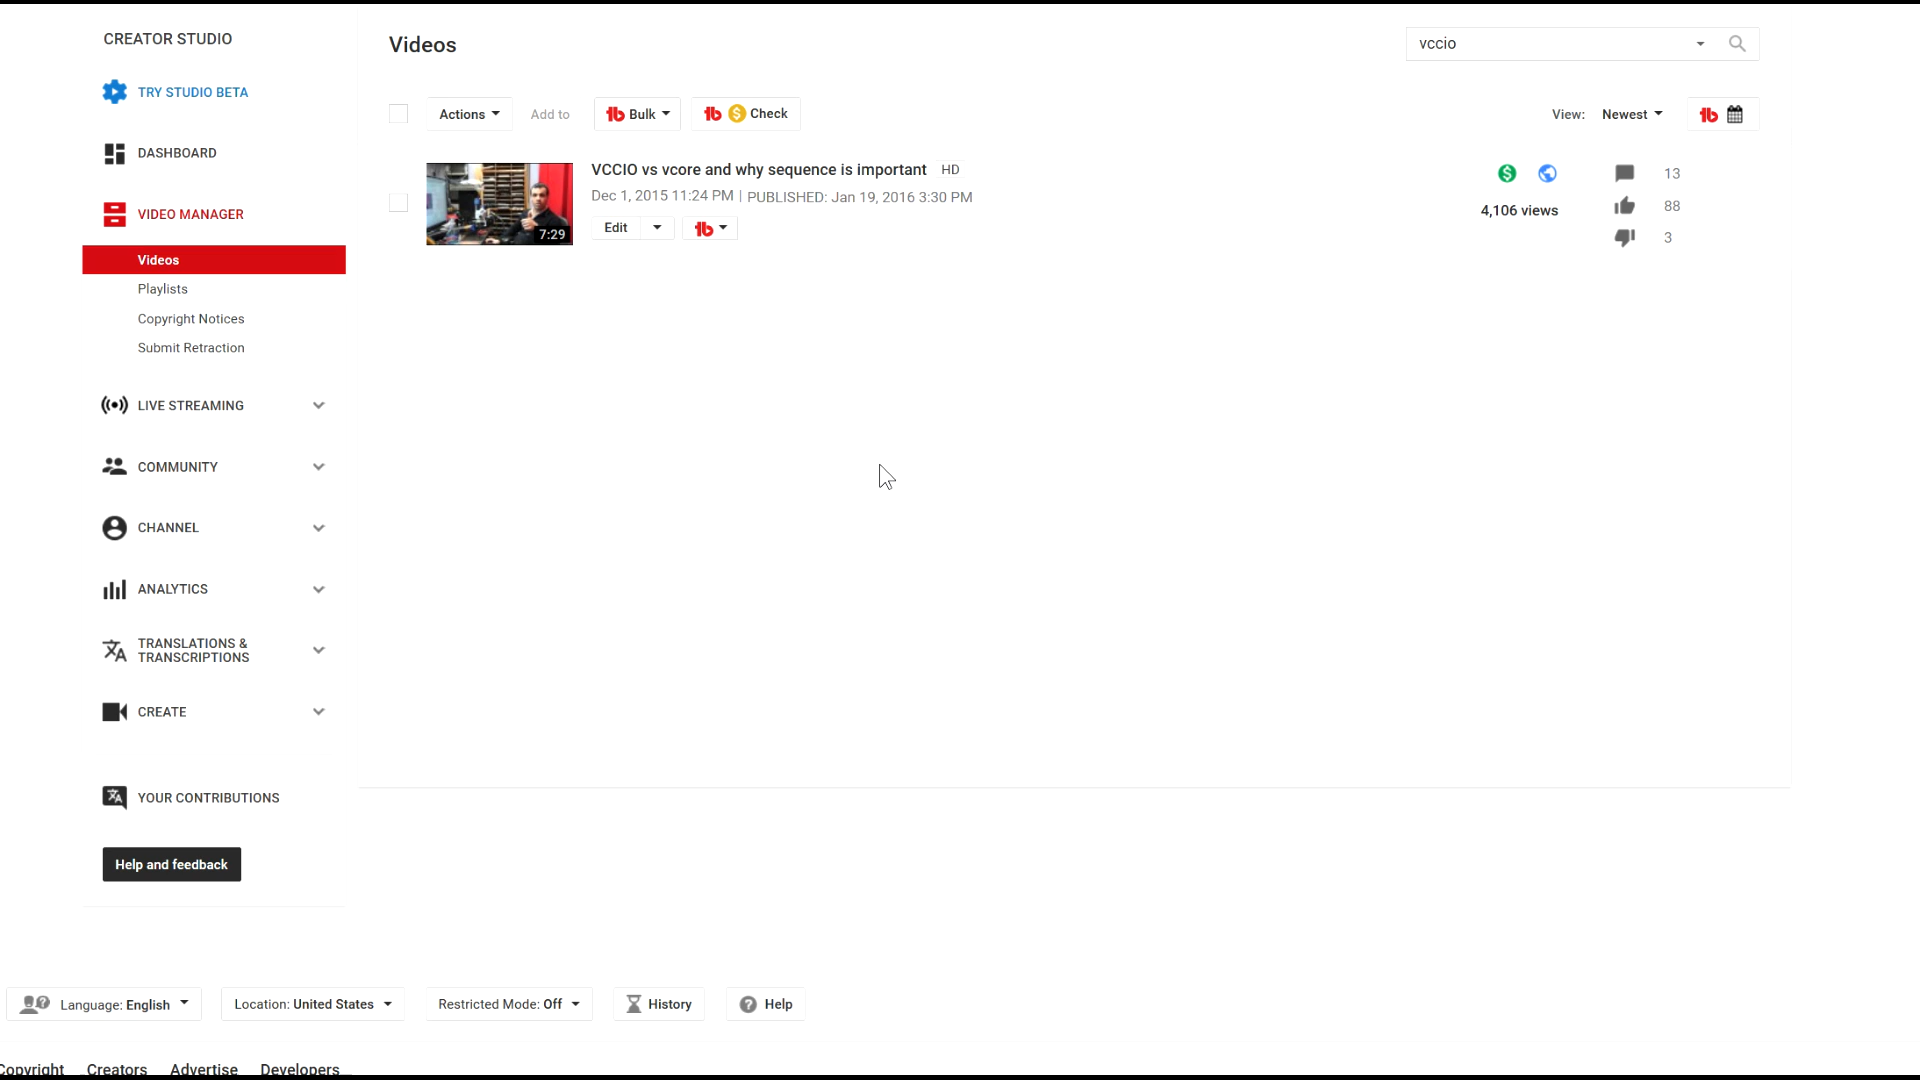 CREATOR STUDIO
TRY STUDIO BETA
DASHBOARD
VIDEO MANAGER
Videos
Playlists
Copyright Notices
Submit Retraction
LIVE STREAMING
COMMUNITY
CHANNEL
ANALYTICS
TRANSLATIONS &
TRANSCRIPTIONS
CREATE
YOUR CONTRIBUTIONS
Help and feedback
Videos
vccio
Actions
Add to
Bulk
$ Check
View: Newest
7:29
VCCIO vs vcore and why sequence is important HD
Dec 1, 2015 11:24 PM | PUBLISHED: Jan 19, 2016 3:30 PM
Edit
$
4,106 views
13
88
3
Language: English
Location: United States
Restricted Mode: Off
History
Help
Copyright Creators Advertise Developers